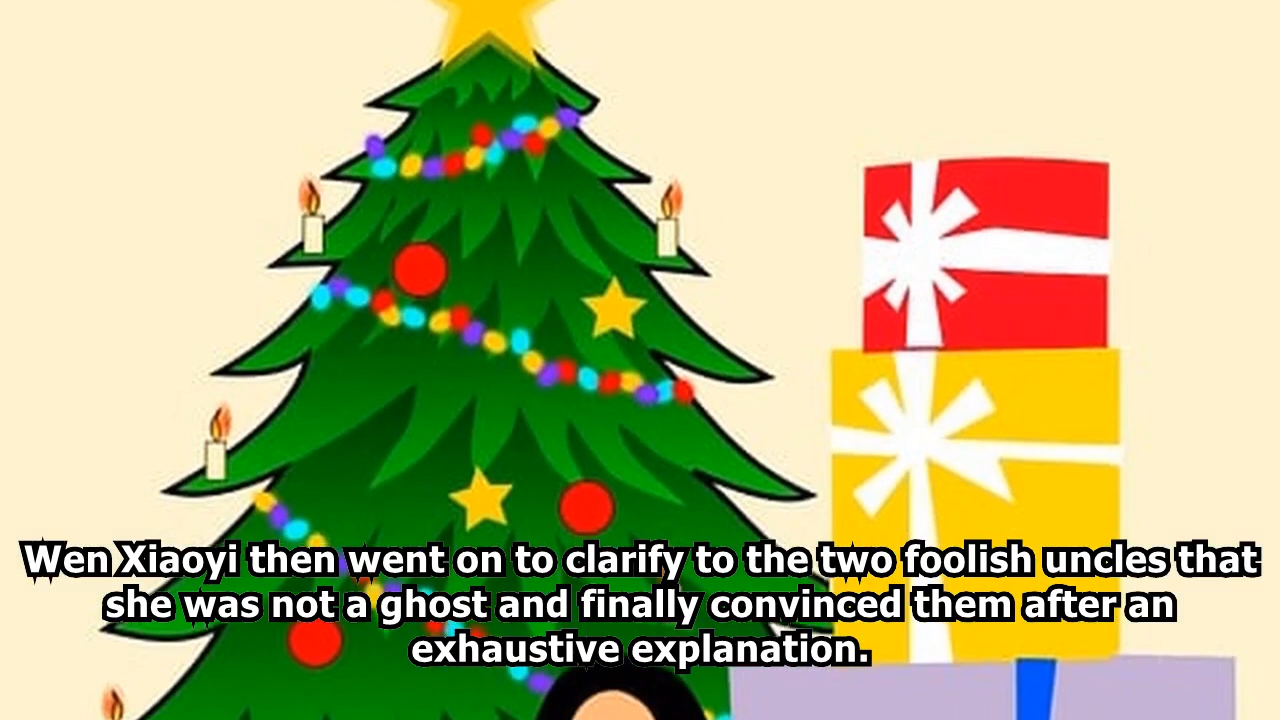 Wen Xiaoyi then went on to clarify to the two foolish uncles that
she was not a ghost and finally convinced them after an
exhaustive explanation.